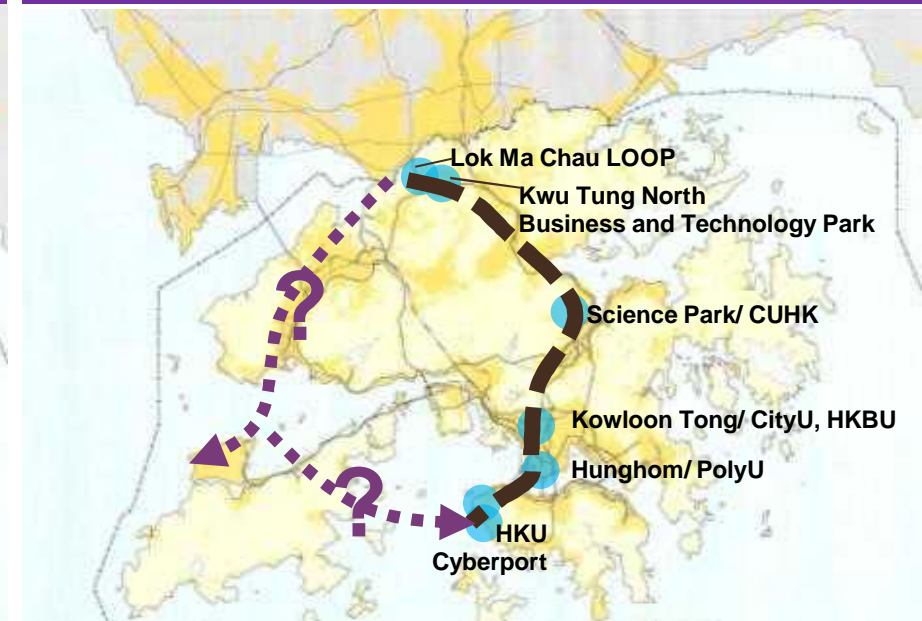 Lok Ma Chau LOOP
Kwu Tung North
Business and Technology Park
?
Science Park/ CUHK
Kowloon Tong/ CityU, HKBU
Hunghom/ PolyU
?
HKU
Cyberport